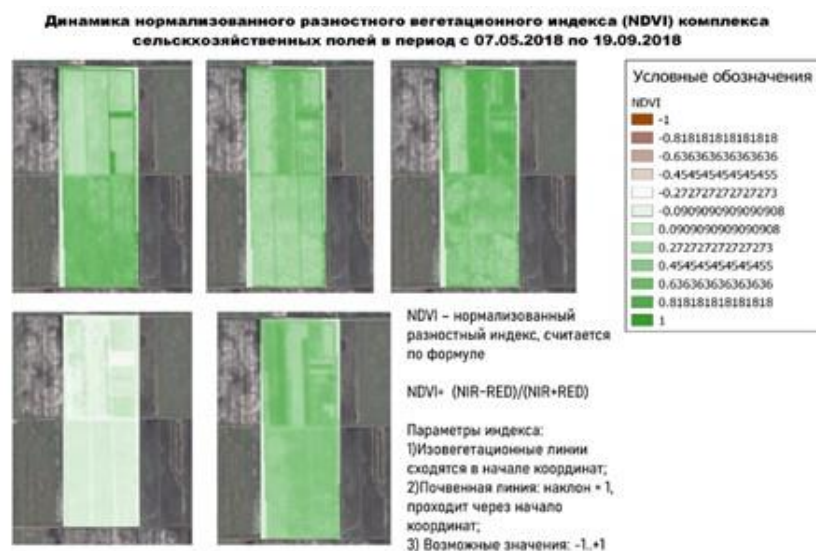 Динамика нормализованного разностного вегетационного индекса (NDVI) комплекса
сельскхозяйственных полей в период с 07.05.2018 по 19.09.2018
Условные обозначения
NDVI
-1
-0.818181818181818
-0.636363636363636
-0.454545454545455
-0.272727272727273
-0.0909090909090908
0.0909090909090908
0.272727272727273
0.454545454545455
0.636363636363636
0.818181818181818
1
NDVI – нормализованный
разностный индекс, считается
по формуле
NDVI= (NIR-RED)/(NIR+RED)
Параметры индекса:
1)Изовегетационные линии
сходятся в начале координат;
2)Почвенная линия: наклон = 1,
проходит через начало
координат;
3) Возможные значения: -1..+1